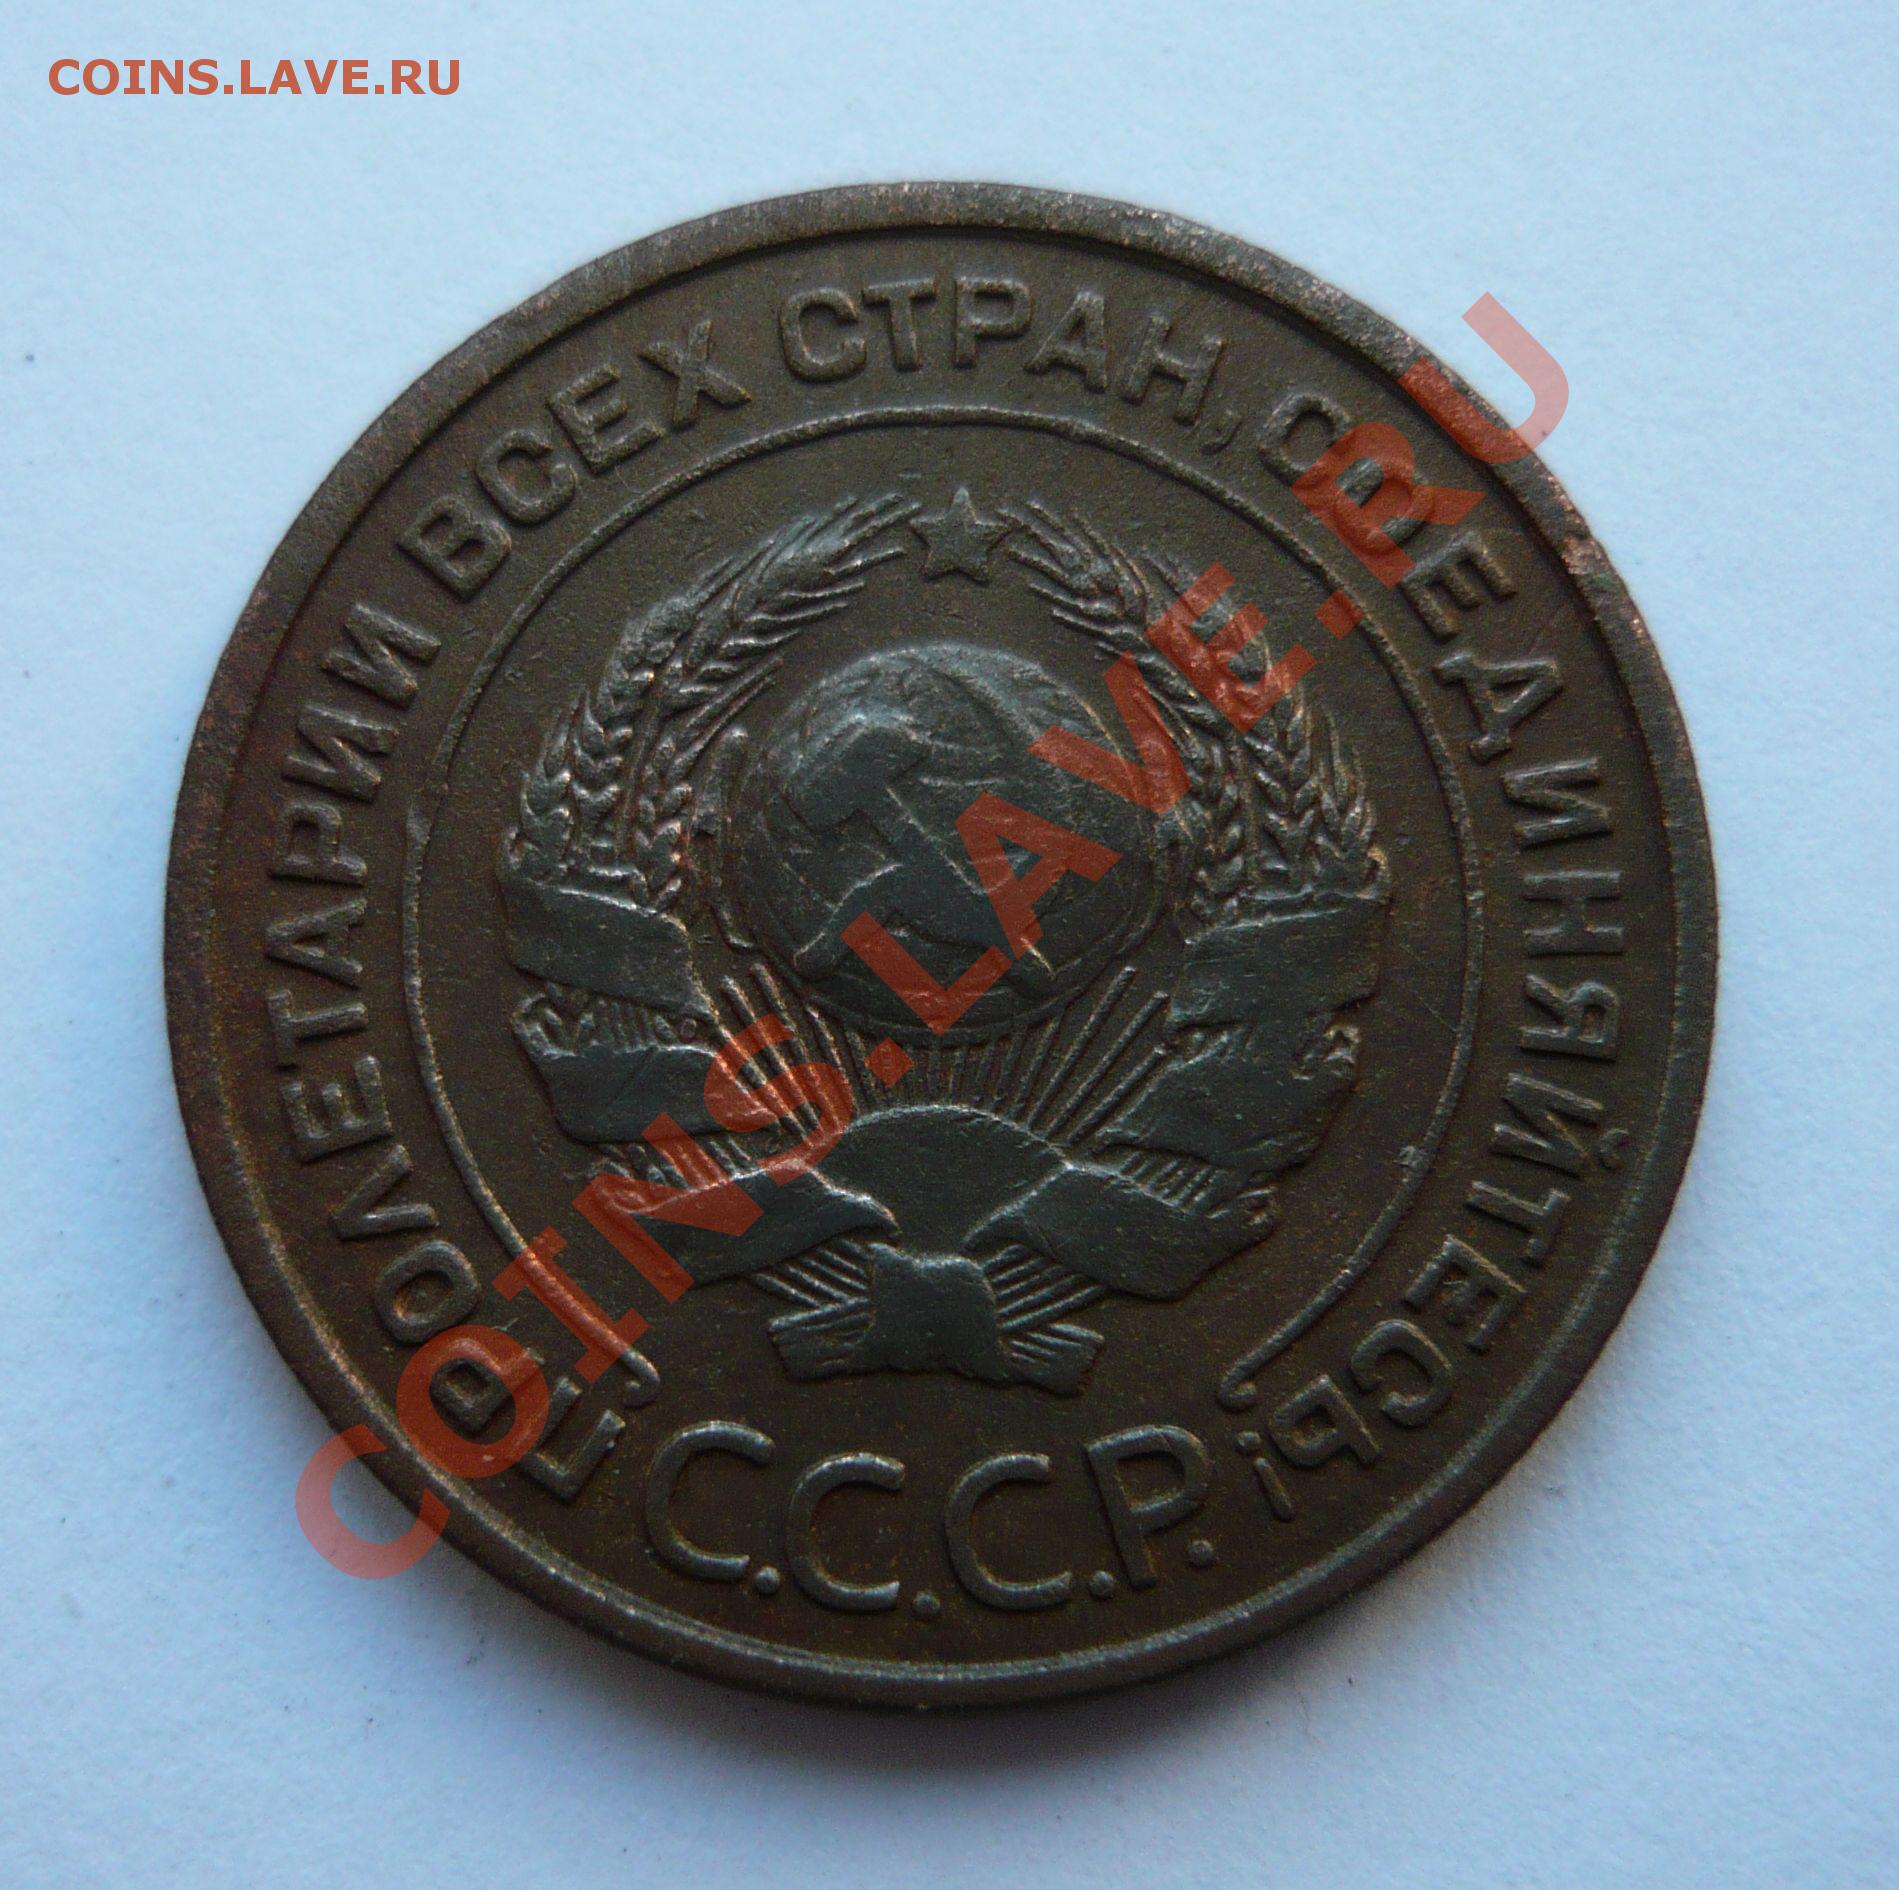 COINS.LAVE.RU
ПРОЛЕТАРИИ ВСЕХ СТРАН, СОЕДИНЯЙТЕСЬ!
С.С.С.Р.
COINS.LAVE.RU